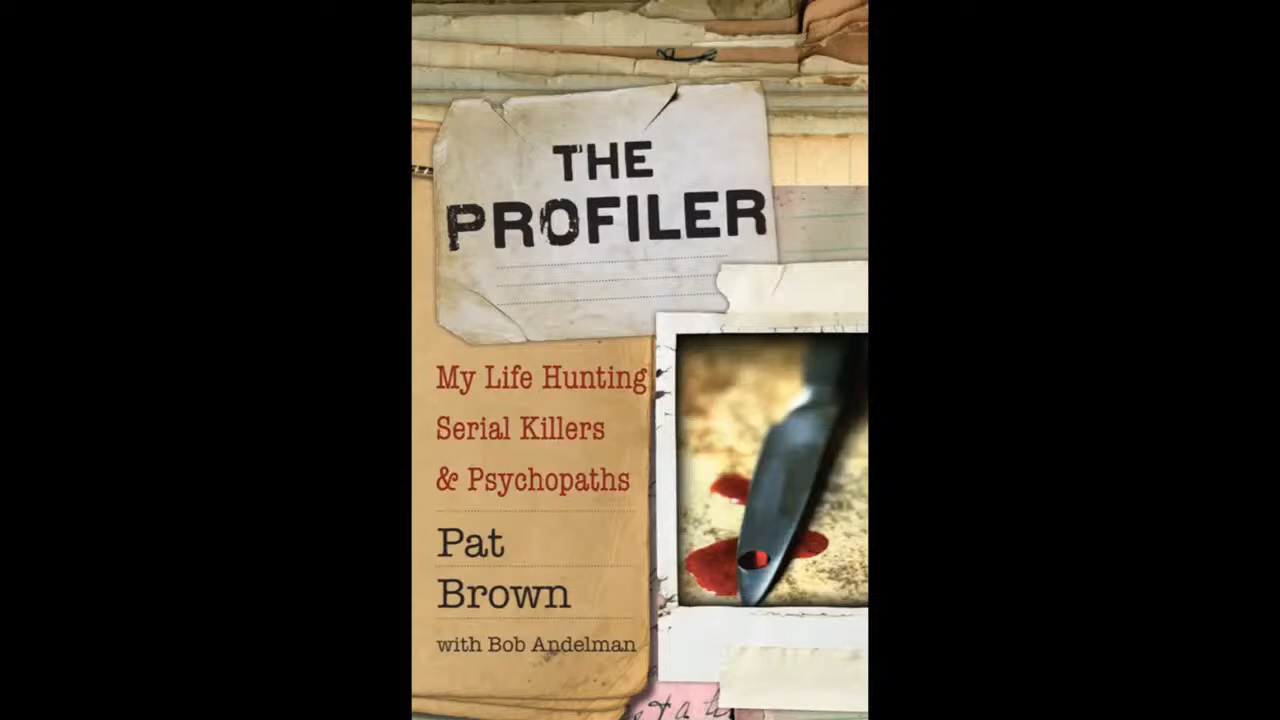 THE
PROFILER
My Life Hunting
Serial Killers
& Psychopaths
Pat
Brown
with Bob Andelman